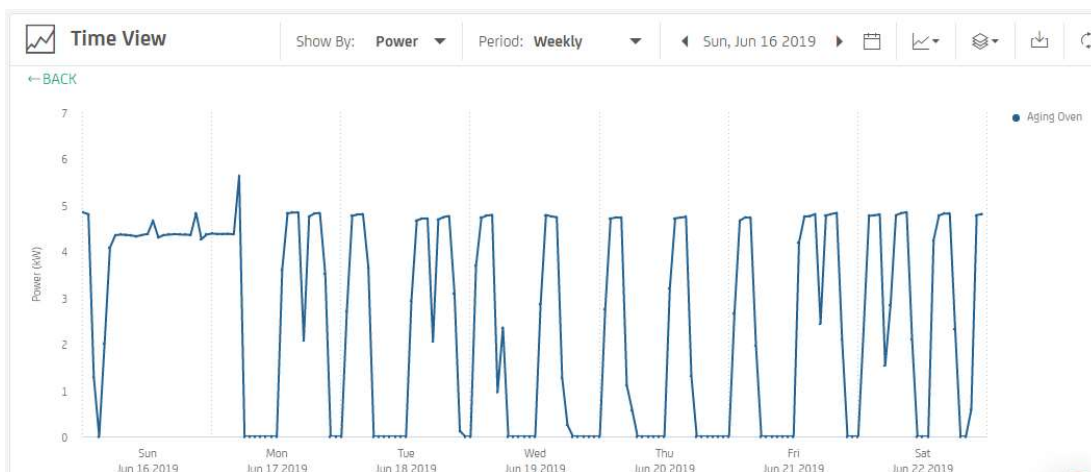 Time View
Show By: Power
Period: Weekly
Sun, Jun 16 2019
←BACK
Aging Oven
Power (kW)
7
6
5
4
3
2
1
0
Sun
Jun 16 2019
Mon
Jun 17 2019
Tue
Jun 18 2019
Wed
Jun 19 2019
Thu
Jun 20 2019
Fri
Jun 21 2019
Sat
Jun 22 2019